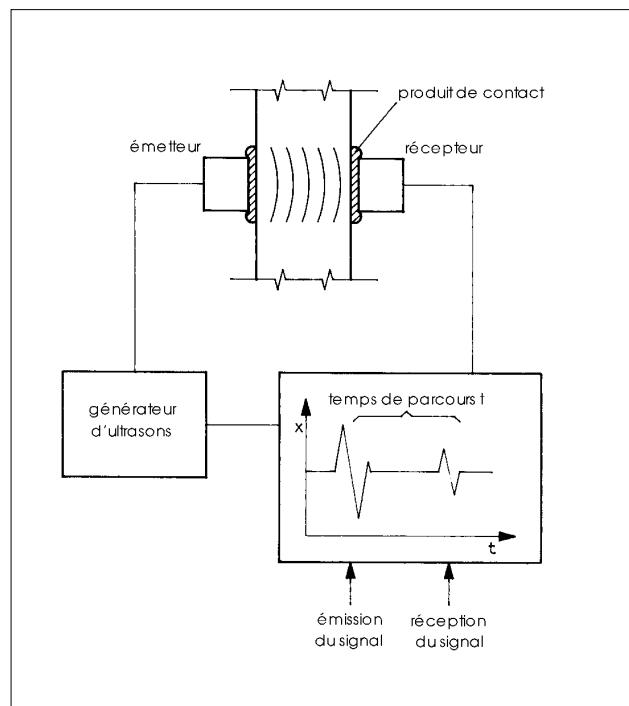 produit de contact
émetteur
récepteur
générateur
d'ultrasons
temps de parcours t
x
t
émission
du signal
réception
du signal